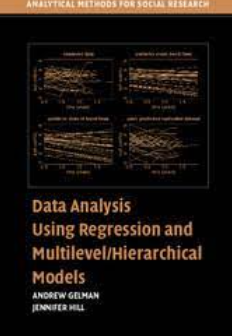 ANALYTICAL METHODS FOR SOCIAL RESEARCH
Data Analysis
Using Regression and
Multilevel/Hierarchical
Models
ANDREW GELMAN
JENNIFER HILL